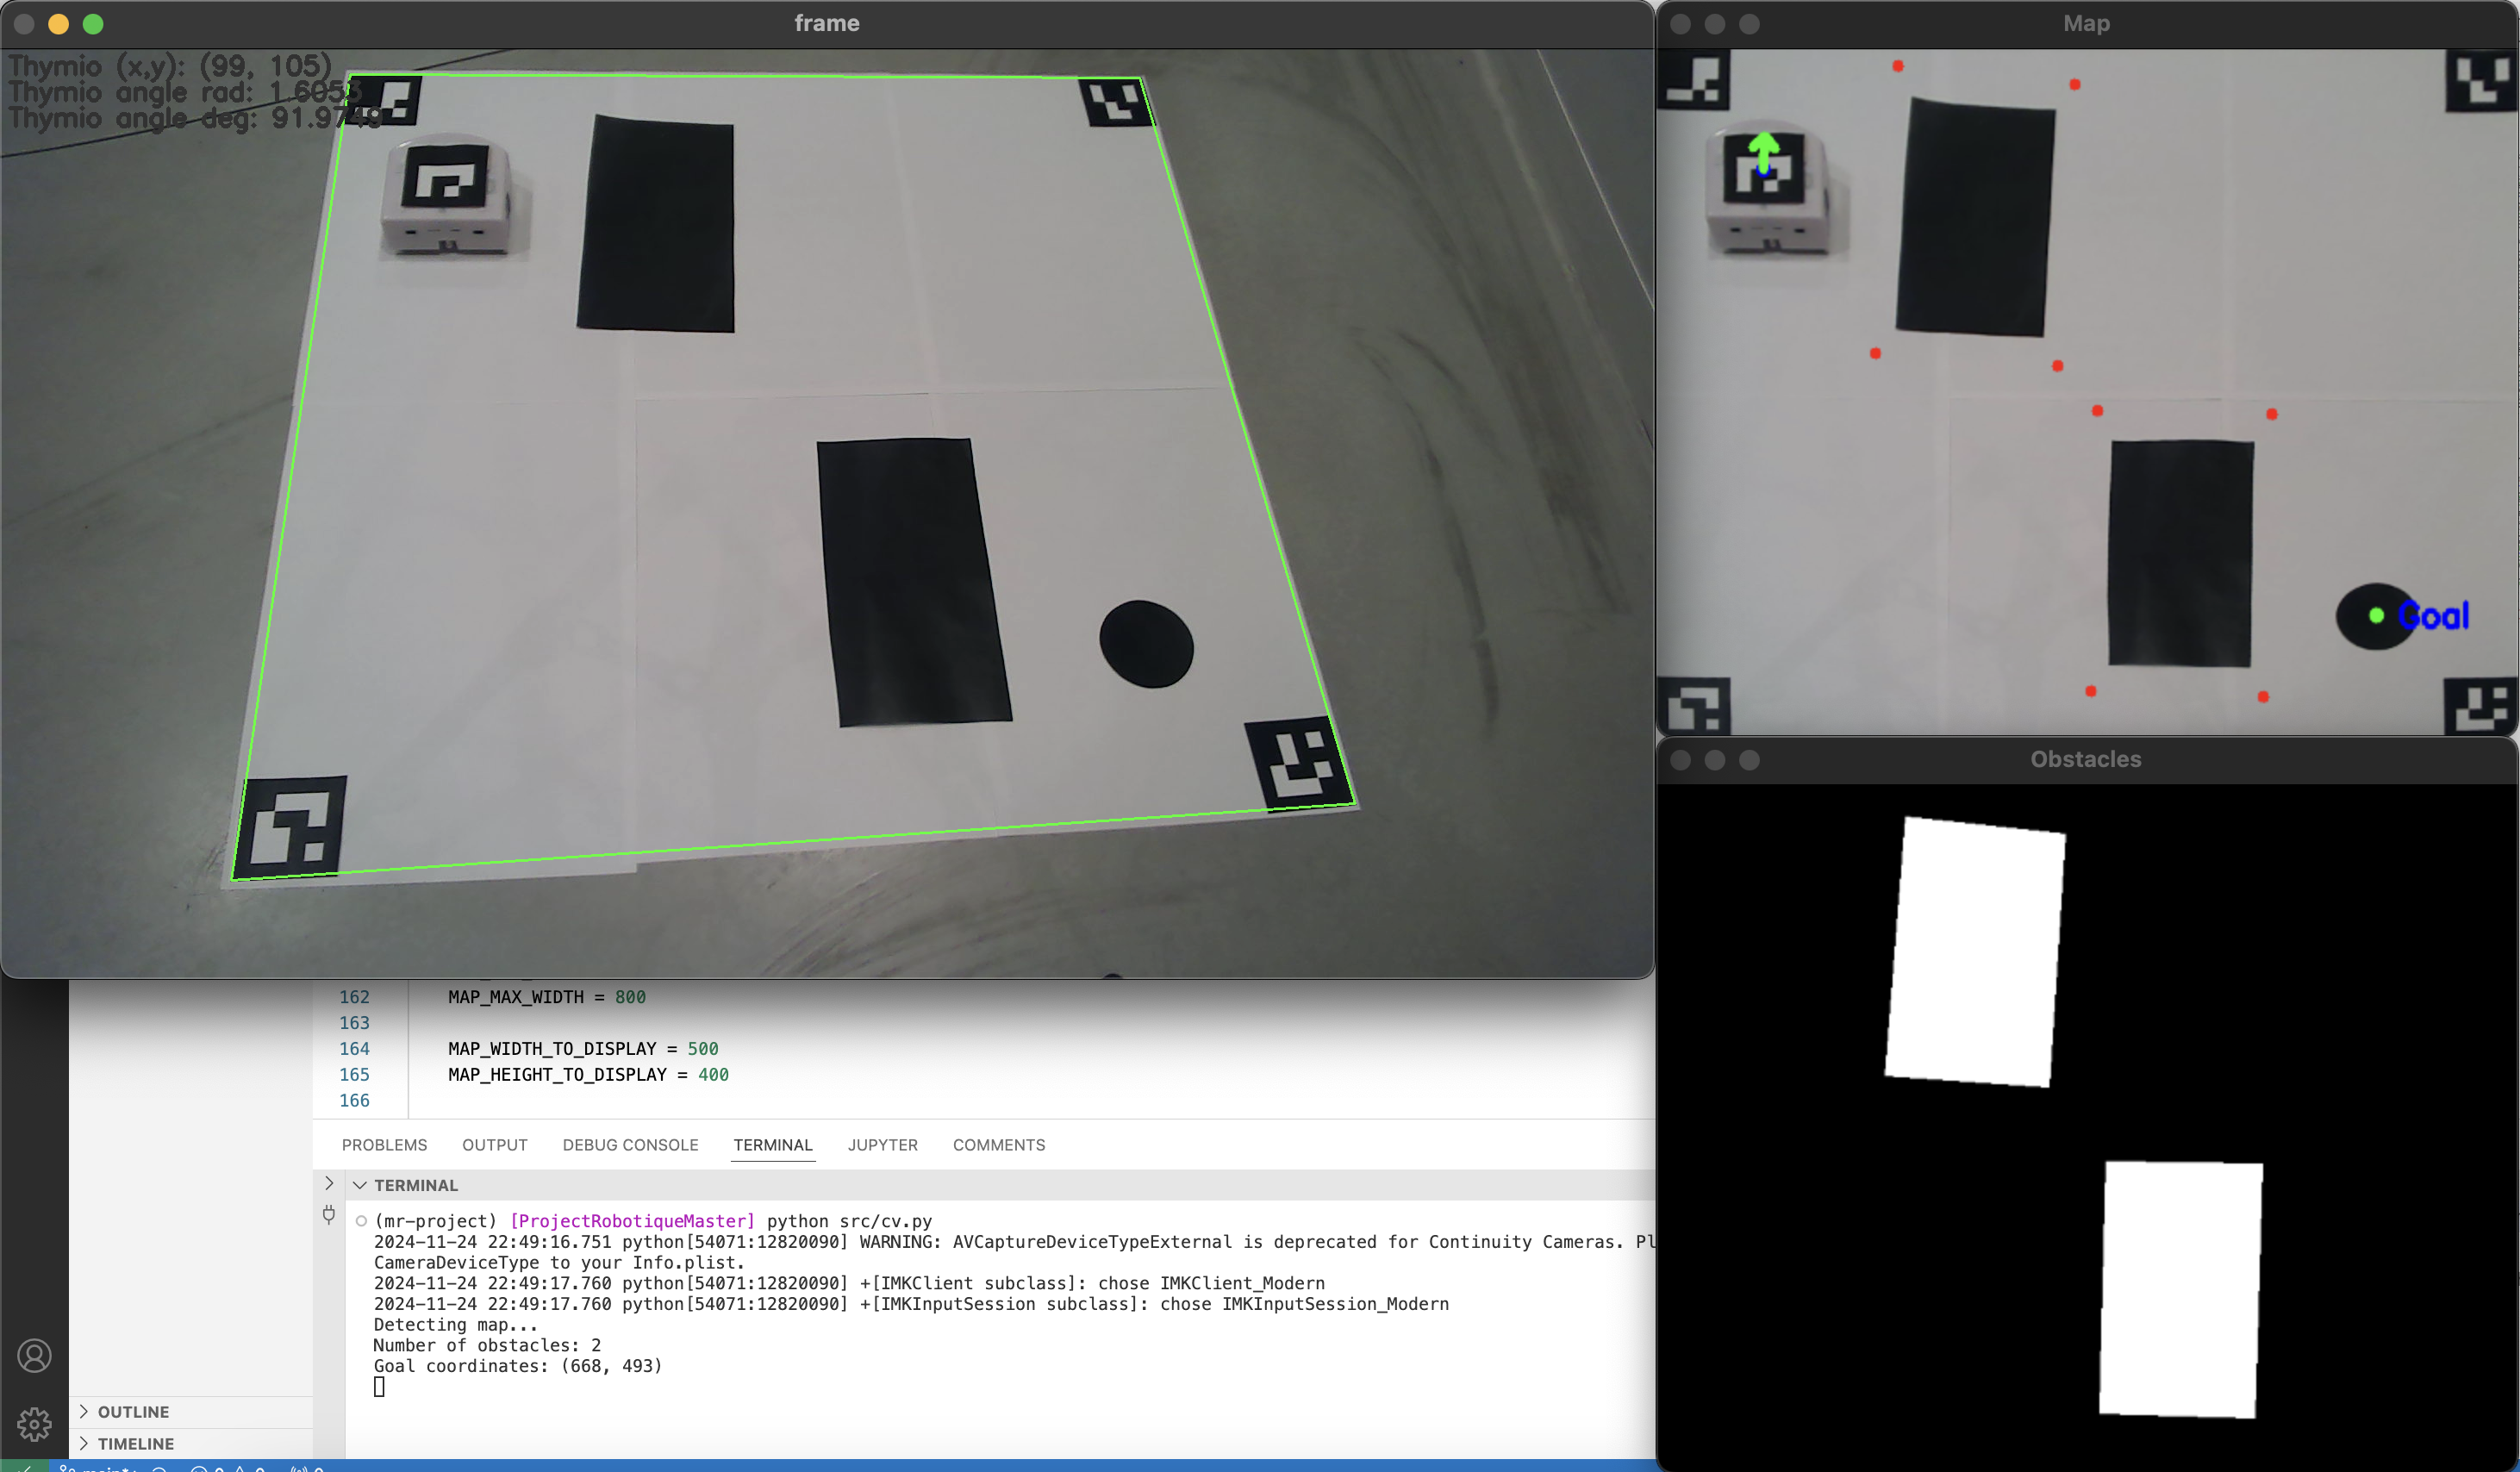 frame
Thymio (x,y): (99, 105)
Thymio angle rad: 1.6053
Thymio angle deg: 91.9749
Map
Goal
Obstacles
162 MAP_MAX_WIDTH = 800
163
164 MAP_WIDTH_TO_DISPLAY = 500
165 MAP_HEIGHT_TO_DISPLAY = 400
166
PROBLEMS OUTPUT DEBUG CONSOLE TERMINAL JUPYTER COMMENTS
TERMINAL
(mr-project) [ProjectRobotiqueMaster] python src/cv.py
2024-11-24 22:49:16.751 python[54071:12820090] WARNING: AVCaptureDeviceTypeExternal is deprecated for Continuity Cameras. Pl
CameraDeviceType to your Info.plist.
2024-11-24 22:49:17.760 python[54071:12820090] +[IMKClient subclass]: chose IMKClient_Modern
2024-11-24 22:49:17.760 python[54071:12820090] +[IMKInputSession subclass]: chose IMKInputSession_Modern
Detecting map...
Number of obstacles: 2
Goal coordinates: (668, 493)
OUTLINE
TIMELINE